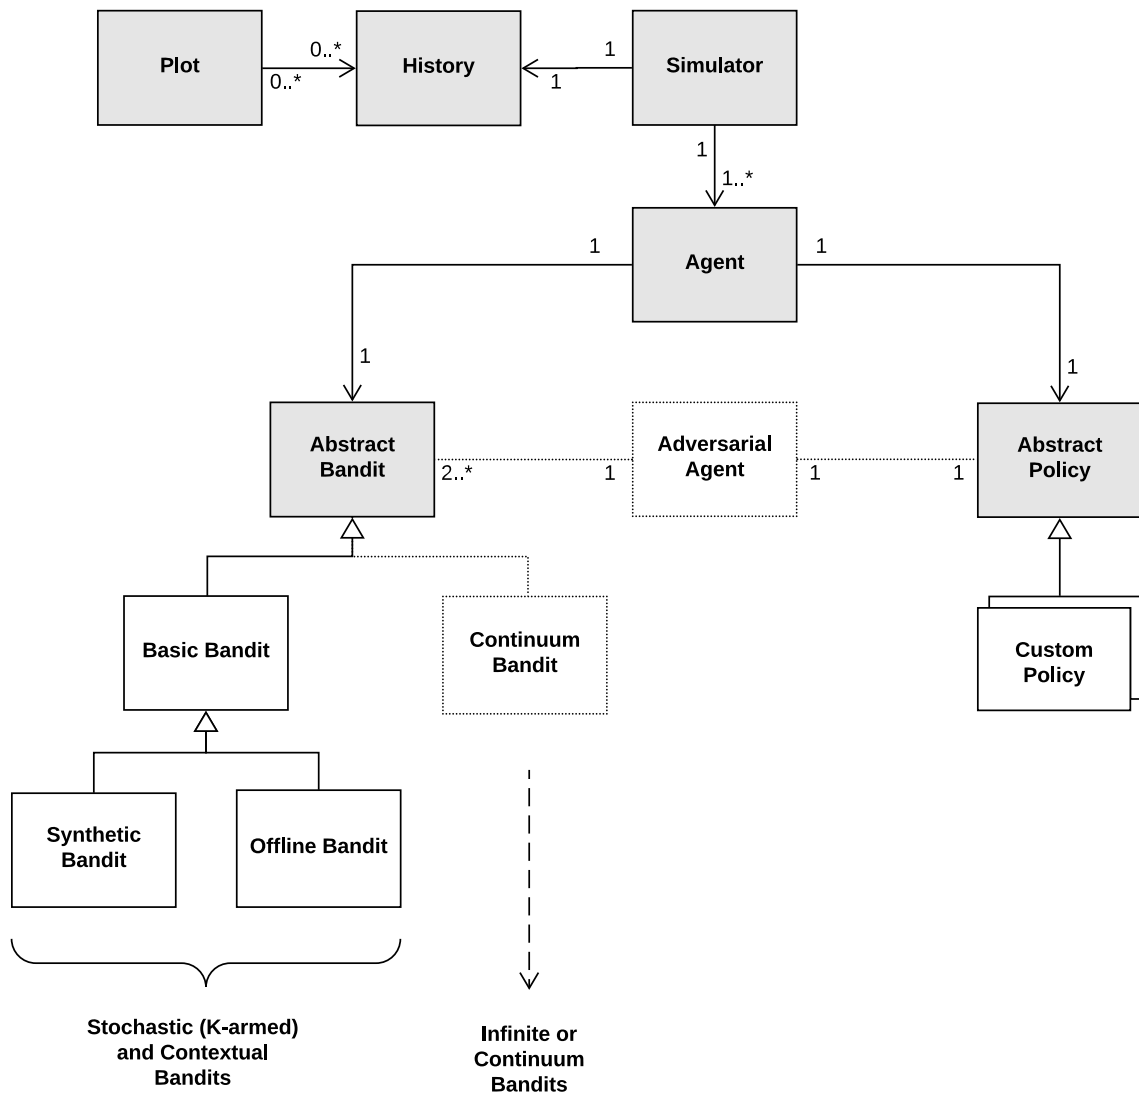 Plot
0..*
0..*
History
1
1
Simulator
1
1..*
Agent
1
1
1
1
Abstract
Bandit
2..*
1
Adversarial
Agent
1
1
Abstract
Policy
Basic Bandit
Continuum
Bandit
Custom
Policy
Synthetic
Bandit
Offline Bandit
Stochastic (K-armed)
and Contextual
Bandits
Infinite or
Continuum
Bandits